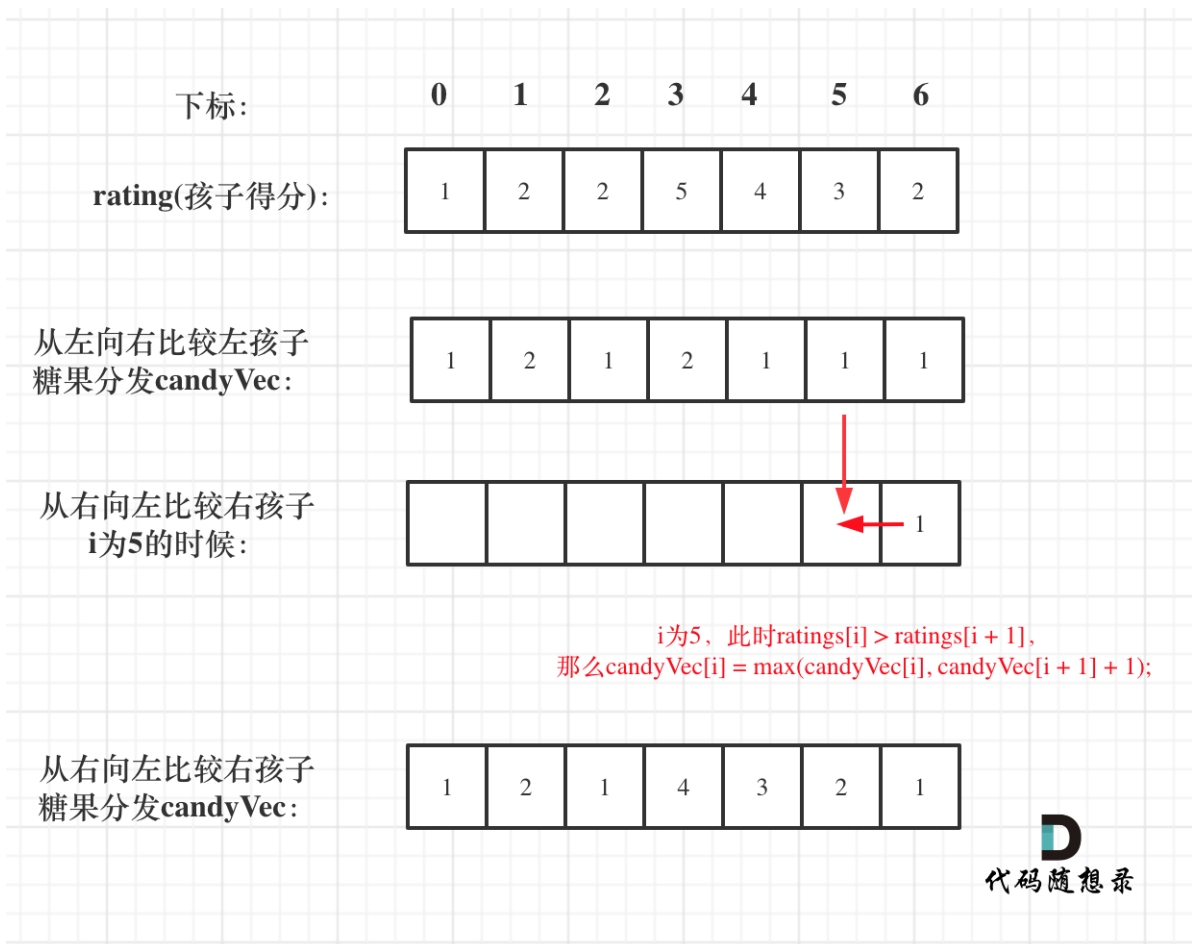 下标： 0 1 2 3 4 5 6
rating(孩子得分)： 1 2 2 5 4 3 2
从左向右比较左孩子
糖果分发candyVec： 1 2 1 2 1 1 1
从右向左比较右孩子
i为5的时候： 1
i为5，此时ratings[i] > ratings[i + 1]，
那么candyVec[i] = max(candyVec[i], candyVec[i + 1] + 1);
从右向左比较右孩子
糖果分发candyVec： 1 2 1 4 3 2 1
代码随想录